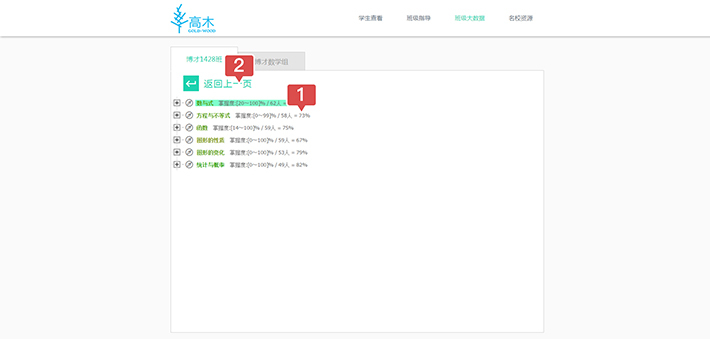 高木
GOLD-WOOD
学生查看
班级指导
班级大数据
名校资源
博才1428班
博才数学组
2
返回上一页
1
数与式 掌握度:[20~100]% / 62人 =
方程与不等式 掌握度:[0~99]% / 58人 = 73%
函数 掌握度:[14~100]% / 59人 = 75%
图形的性质 掌握度:[0~100]% / 59人 = 67%
图形的变化 掌握度:[0~100]% / 53人 = 79%
统计与概率 掌握度:[0~100]% / 49人 = 82%